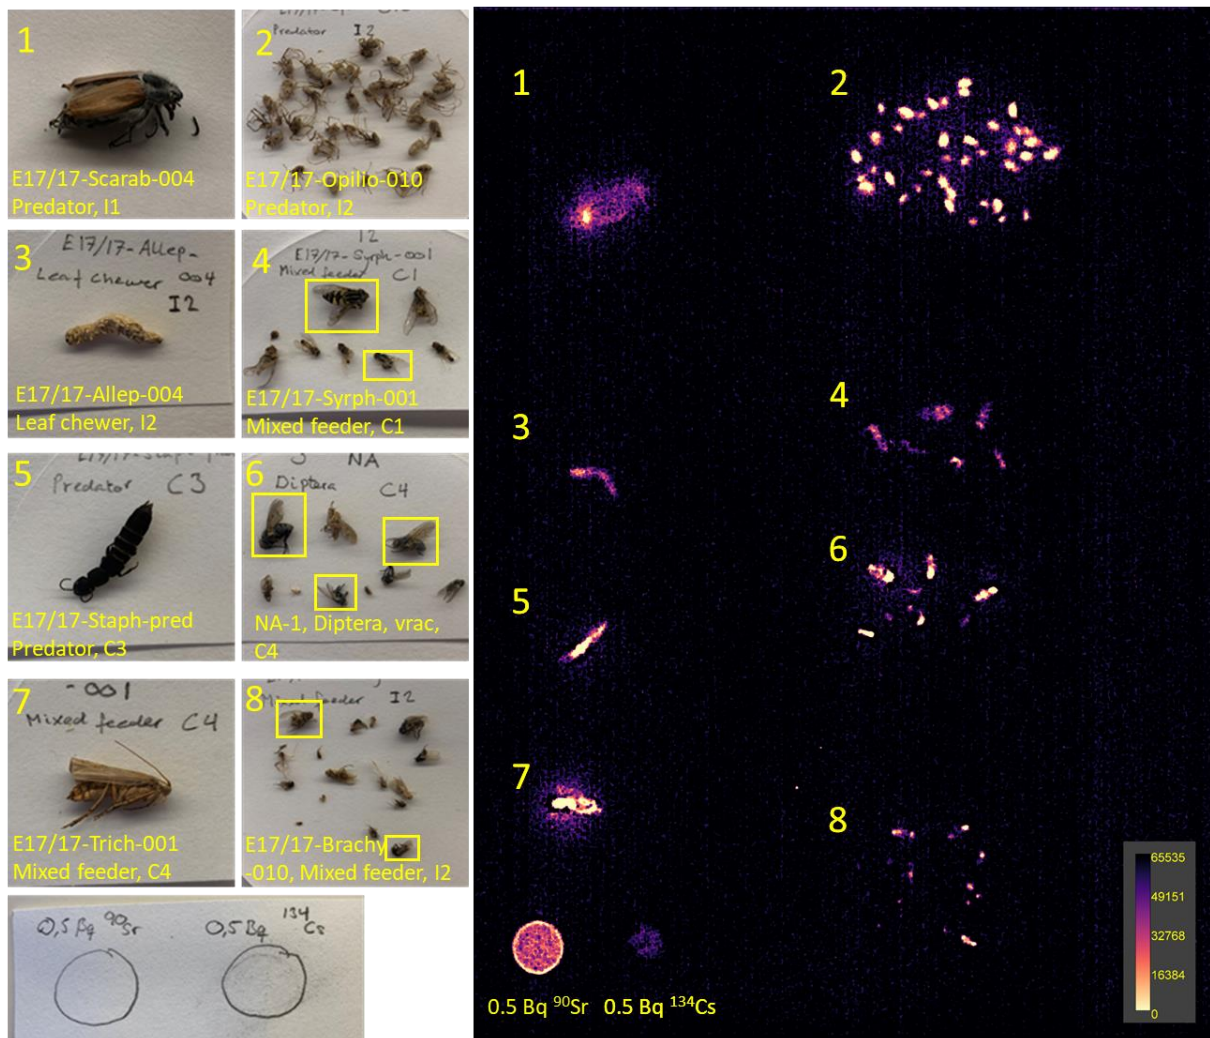 1
E17/17-Scarab-004
Predator, I1
Predator I2
2
E17/17-Opilio-010
Predator, I2
3
E17/17-Allep-
Leaf chewer 004
I2
E17/17-Allep-004
Leaf chewer, I2
4
I2
E17/17-Syrph-001
Mixed feeder C1
E17/17-Syrph-001
Mixed feeder, C1
5
Predator C3
E17/17-Staph-pred
Predator, C3
6
NA
Diptera
C4
NA-1, Diptera, vrac,
C4
7
-001
Mixed feeder C4
E17/17-Trich-001
Mixed feeder, C4
8
Mixed feeder I2
E17/17-Brachy
-010, Mixed feeder, I2
0,5 Bq 90Sr 0,5 Bq 134Cs
1
2
3
4
5
6
7
8
0.5 Bq 90Sr 0.5 Bq 134Cs
65535
49151
32768
16384
0